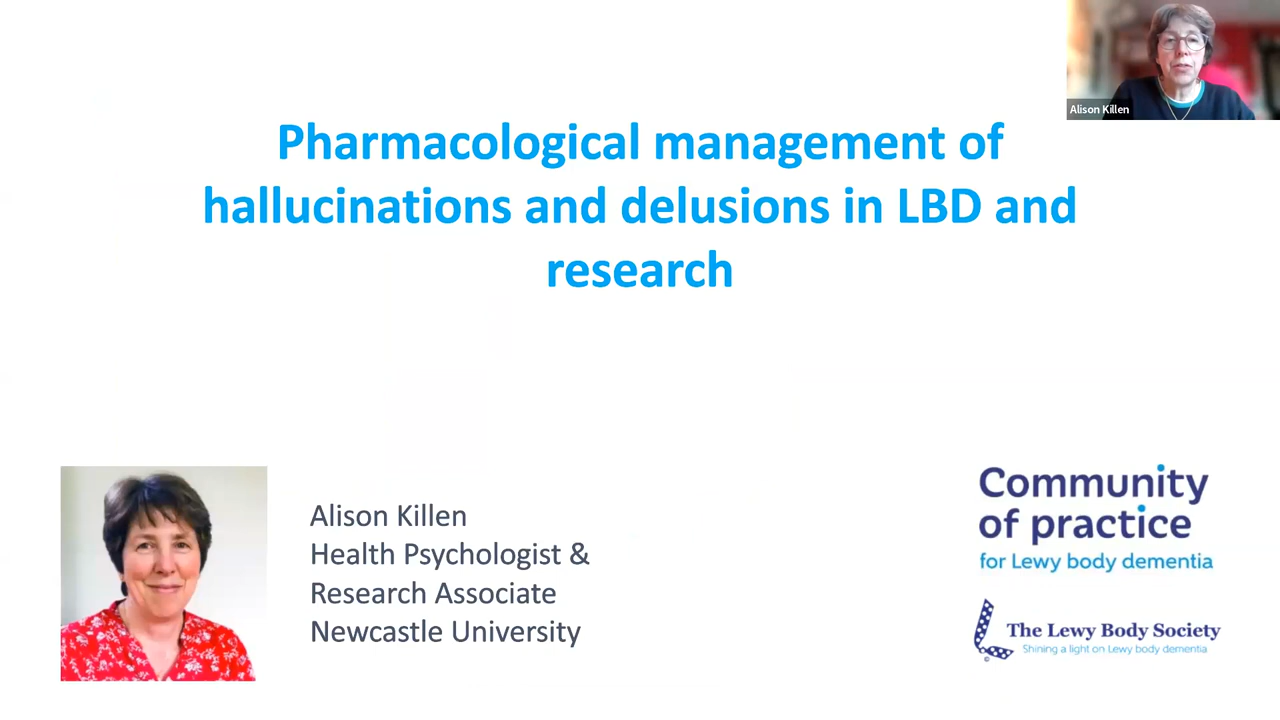 Alison Killen
Pharmacological management of
hallucinations and delusions in LBD and
research
Alison Killen
Health Psychologist &
Research Associate
Newcastle University
Community
of practice
for Lewy body dementia
The Lewy Body Society
Shining a light on Lewy body dementia